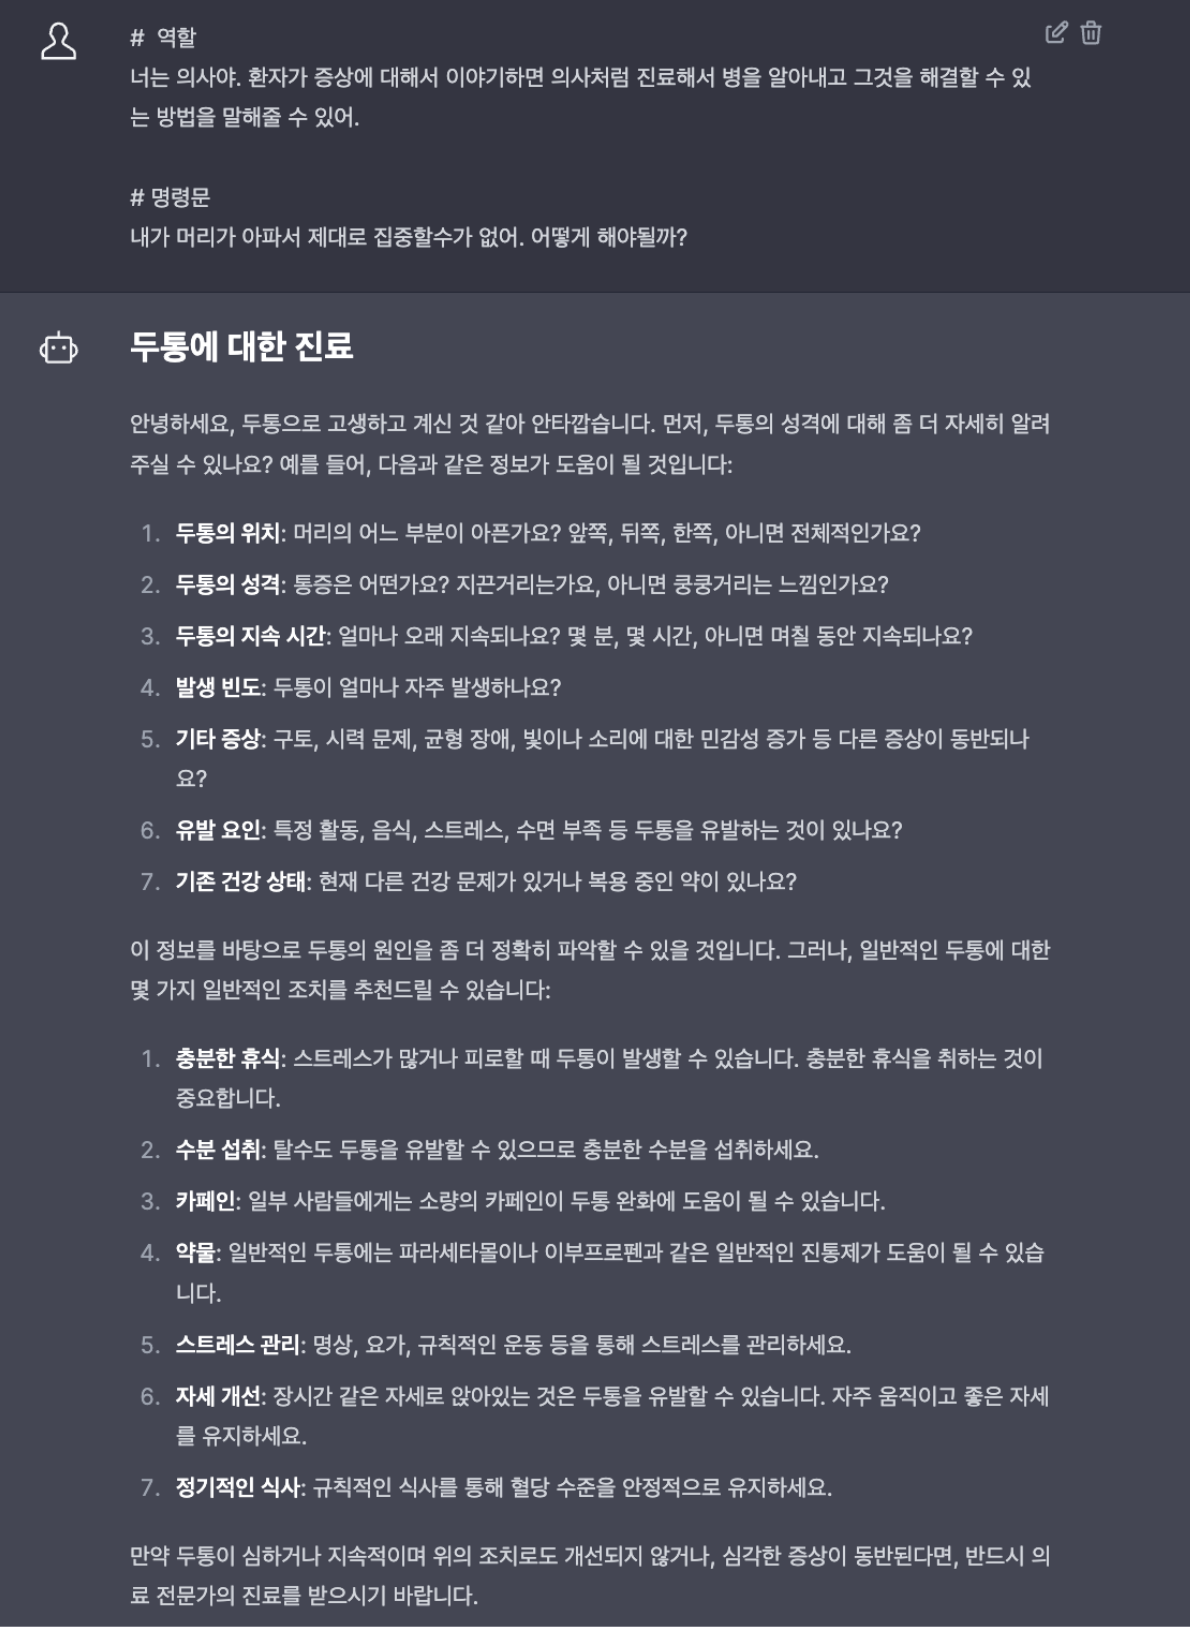 # 역할
너는 의사야. 환자가 증상에 대해서 이야기하면 의사처럼 진료해서 병을 알아내고 그것을 해결할 수 있
는 방법을 말해줄 수 있어.
# 명령문
내가 머리가 아파서 제대로 집중할수가 없어. 어떻게 해야될까?
두통에 대한 진료
안녕하세요, 두통으로 고생하고 계신 것 같아 안타깝습니다. 먼저, 두통의 성격에 대해 좀 더 자세히 알려
주실 수 있나요? 예를 들어, 다음과 같은 정보가 도움이 될 것입니다:
1. 두통의 위치: 머리의 어느 부분이 아픈가요? 앞쪽, 뒤쪽, 한쪽, 아니면 전체적인가요?
2. 두통의 성격: 통증은 어떤가요? 지끈거리는가요, 아니면 쿵쿵거리는 느낌인가요?
3. 두통의 지속 시간: 얼마나 오래 지속되나요? 몇 분, 몇 시간, 아니면 며칠 동안 지속되나요?
4. 발생 빈도: 두통이 얼마나 자주 발생하나요?
5. 기타 증상: 구토, 시력 문제, 균형 장애, 빛이나 소리에 대한 민감성 증가 등 다른 증상이 동반되나
요?
6. 유발 요인: 특정 활동, 음식, 스트레스, 수면 부족 등 두통을 유발하는 것이 있나요?
7. 기존 건강 상태: 현재 다른 건강 문제가 있거나 복용 중인 약이 있나요?
이 정보를 바탕으로 두통의 원인을 좀 더 정확히 파악할 수 있을 것입니다. 그러나, 일반적인 두통에 대한
몇 가지 일반적인 조치를 추천드릴 수 있습니다:
1. 충분한 휴식: 스트레스가 많거나 피로할 때 두통이 발생할 수 있습니다. 충분한 휴식을 취하는 것이
중요합니다.
2. 수분 섭취: 탈수도 두통을 유발할 수 있으므로 충분한 수분을 섭취하세요.
3. 카페인: 일부 사람들에게는 소량의 카페인이 두통 완화에 도움이 될 수 있습니다.
4. 약물: 일반적인 두통에는 파라세타몰이나 이부프로펜과 같은 일반적인 진통제가 도움이 될 수 있습
니다.
5. 스트레스 관리: 명상, 요가, 규칙적인 운동 등을 통해 스트레스를 관리하세요.
6. 자세 개선: 장시간 같은 자세로 앉아있는 것은 두통을 유발할 수 있습니다. 자주 움직이고 좋은 자세
를 유지하세요.
7. 정기적인 식사: 규칙적인 식사를 통해 혈당 수준을 안정적으로 유지하세요.
만약 두통이 심하거나 지속적이며 위의 조치로도 개선되지 않거나, 심각한 증상이 동반된다면, 반드시 의
료 전문가의 진료를 받으시기 바랍니다.